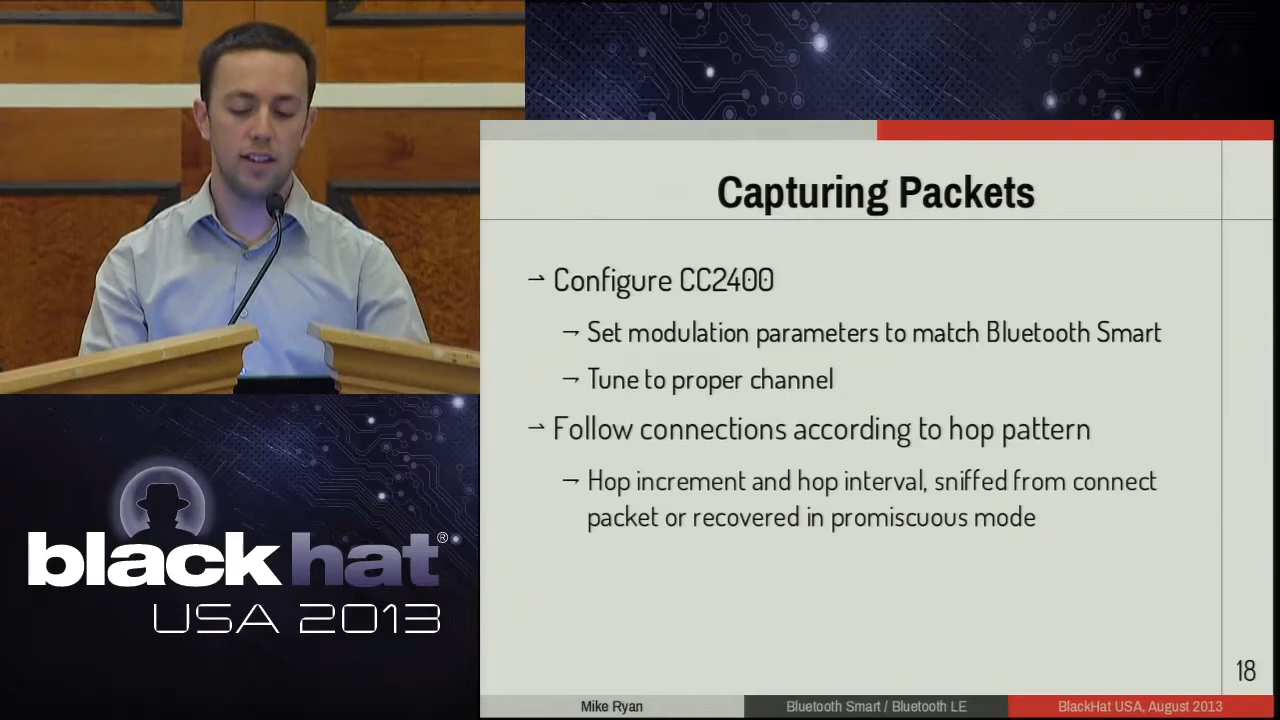 Capturing Packets
→ Configure CC2400
→ Set modulation parameters to match Bluetooth Smart
→ Tune to proper channel
→ Follow connections according to hop pattern
→ Hop increment and hop interval, sniffed from connect
packet or recovered in promiscuous mode
18
Mike Ryan
Bluetooth Smart / Bluetooth LE
BlackHat USA, August 2013
blackhat®
USA 2013